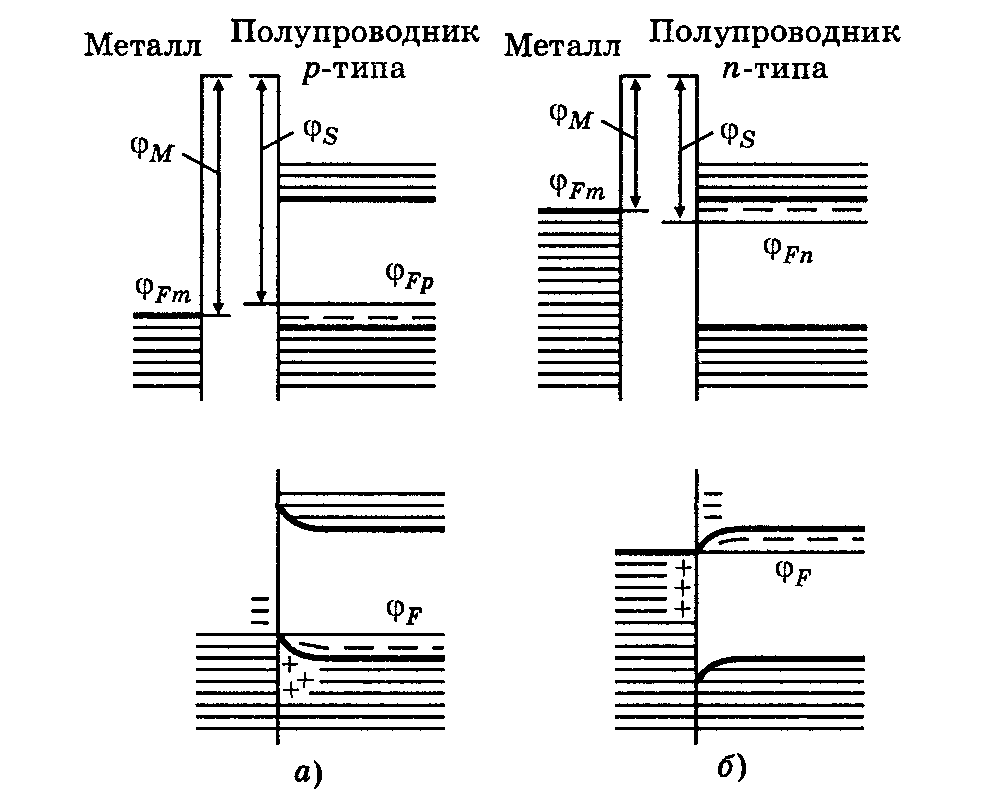 Металл
Полупроводник
p-типа
Металл
Полупроводник
n-типа
φM
φS
φFm
φFp
φM
φS
φFm
φFn
φF
+
+ +
+
φF
+
+
+
а)
б)